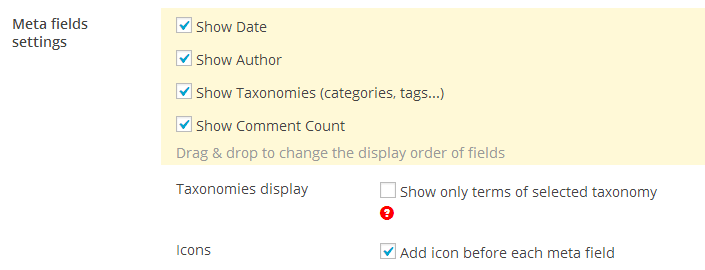 Meta fields
settings
Show Date
Show Author
Show Taxonomies (categories, tags...)
Show Comment Count
Drag & drop to change the display order of fields
Taxonomies display
Show only terms of selected taxonomy
?
Icons
Add icon before each meta field